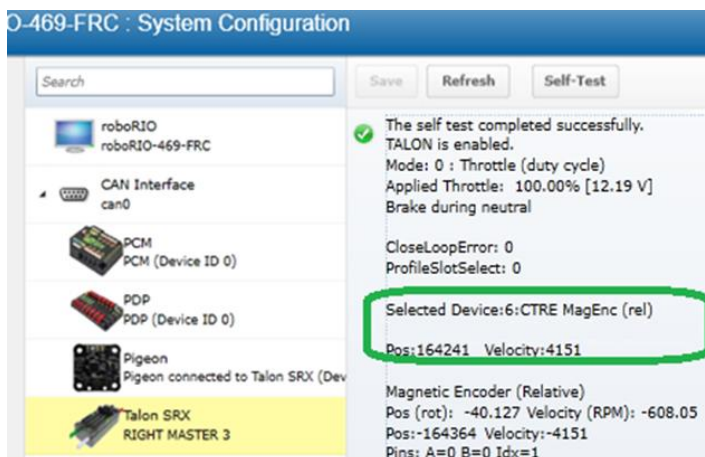 O-469-FRC : System Configuration
Search
Save Refresh Self-Test
roboRIO
roboRIO-469-FRC
CAN Interface
can0
PCM
PCM (Device ID 0)
PDP
PDP (Device ID 0)
Pigeon
Pigeon connected to Talon SRX (Dev
Talon SRX
RIGHT MASTER 3
The self test completed successfully.
TALON is enabled.
Mode: 0 : Throttle (duty cycle)
Applied Throttle: 100.00% [12.19 V]
Brake during neutral
CloseLoopError: 0
ProfileSlotSelect: 0
Selected Device:6:CTRE MagEnc (rel)
Pos:164241 Velocity:4151
Magnetic Encoder (Relative)
Pos (rot): -40.127 Velocity (RPM): -608.05
Pos:-164364 Velocity:-4151
Pins: A=0 B=0 Idx=1